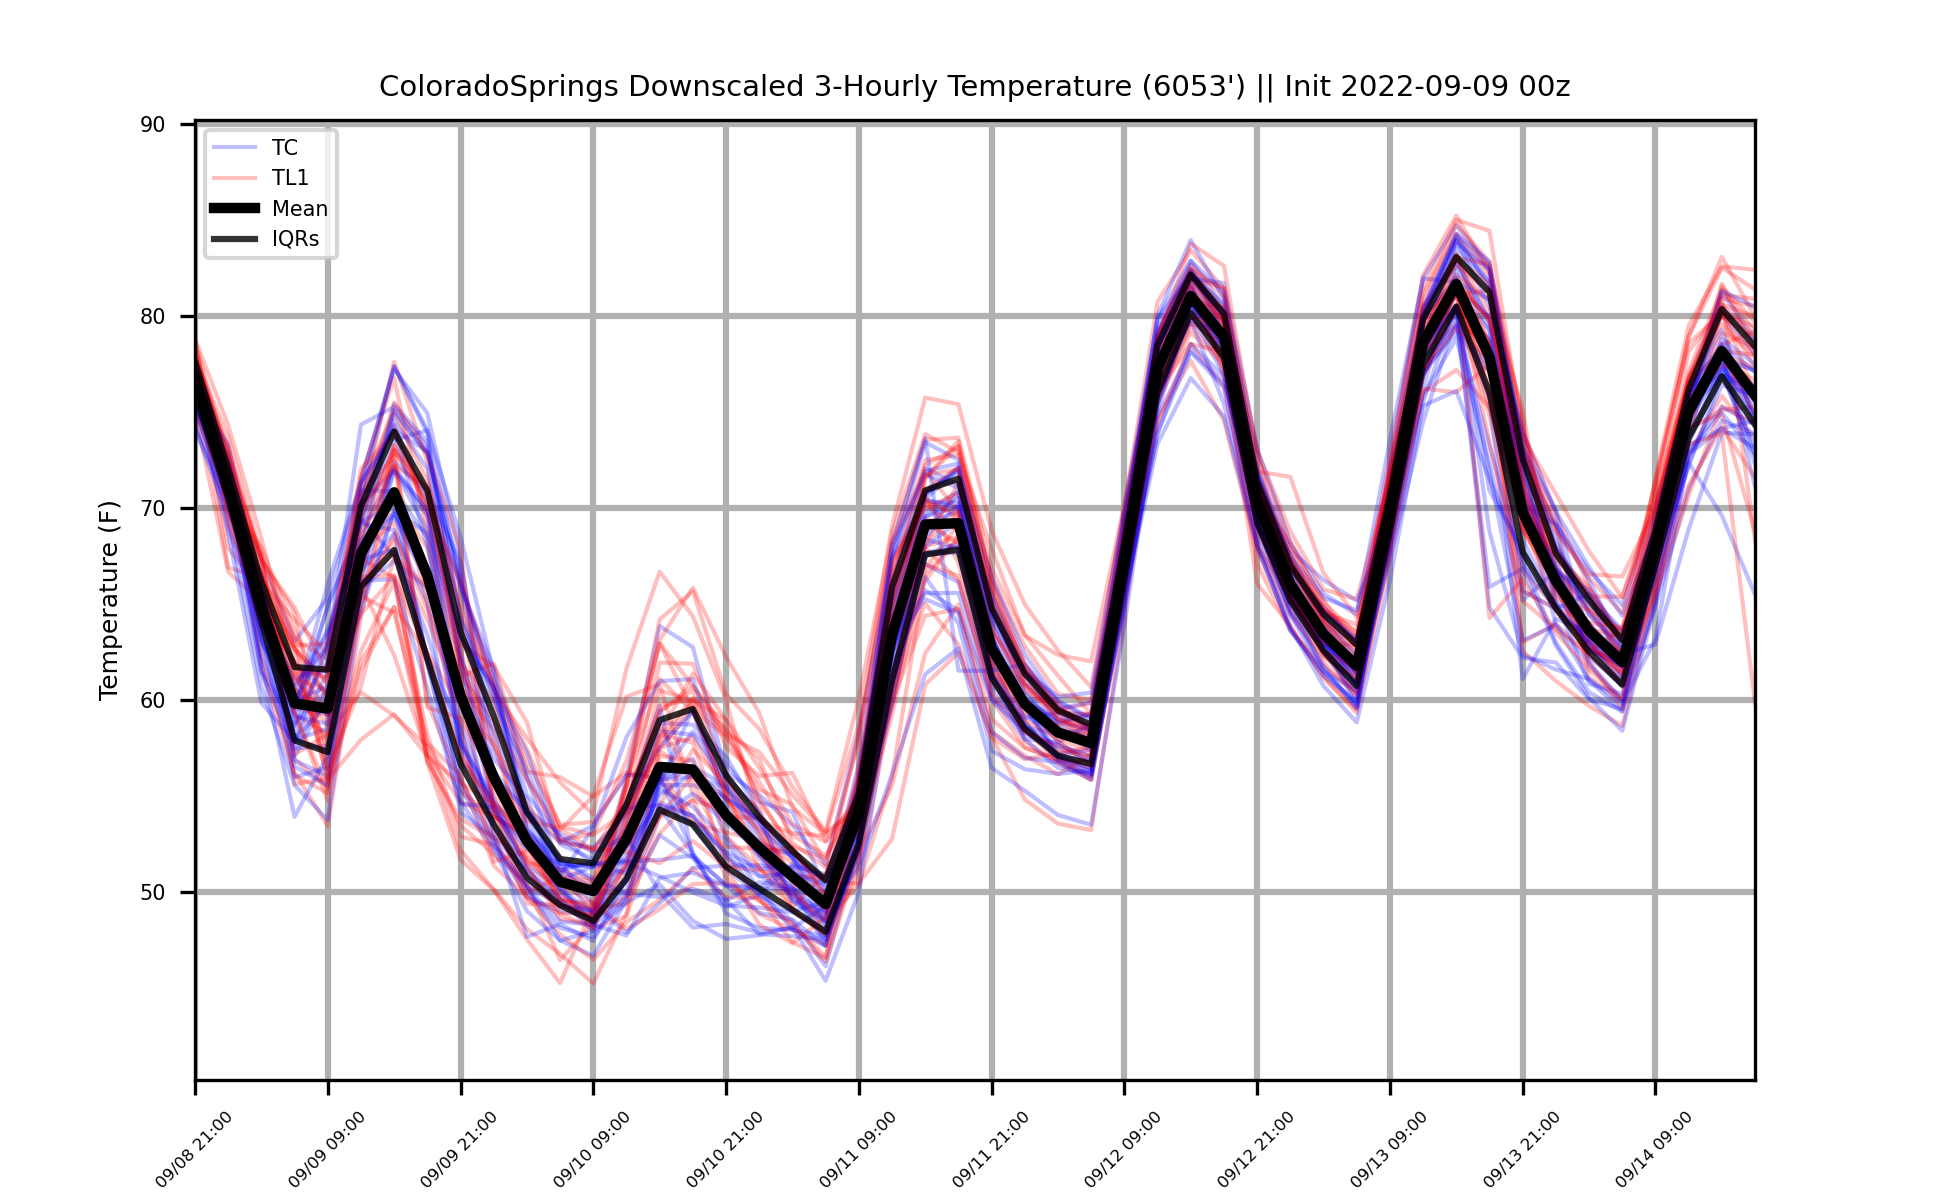 ColoradoSprings Downscaled 3-Hourly Temperature (6053') || Init 2022-09-09 00z
TC
TL1
Mean
IQRs
Temperature (F)
90
80
70
60
50
09/08 21:00
09/09 09:00
09/09 21:00
09/10 09:00
09/10 21:00
09/11 09:00
09/11 21:00
09/12 09:00
09/12 21:00
09/13 09:00
09/13 21:00
09/14 09:00